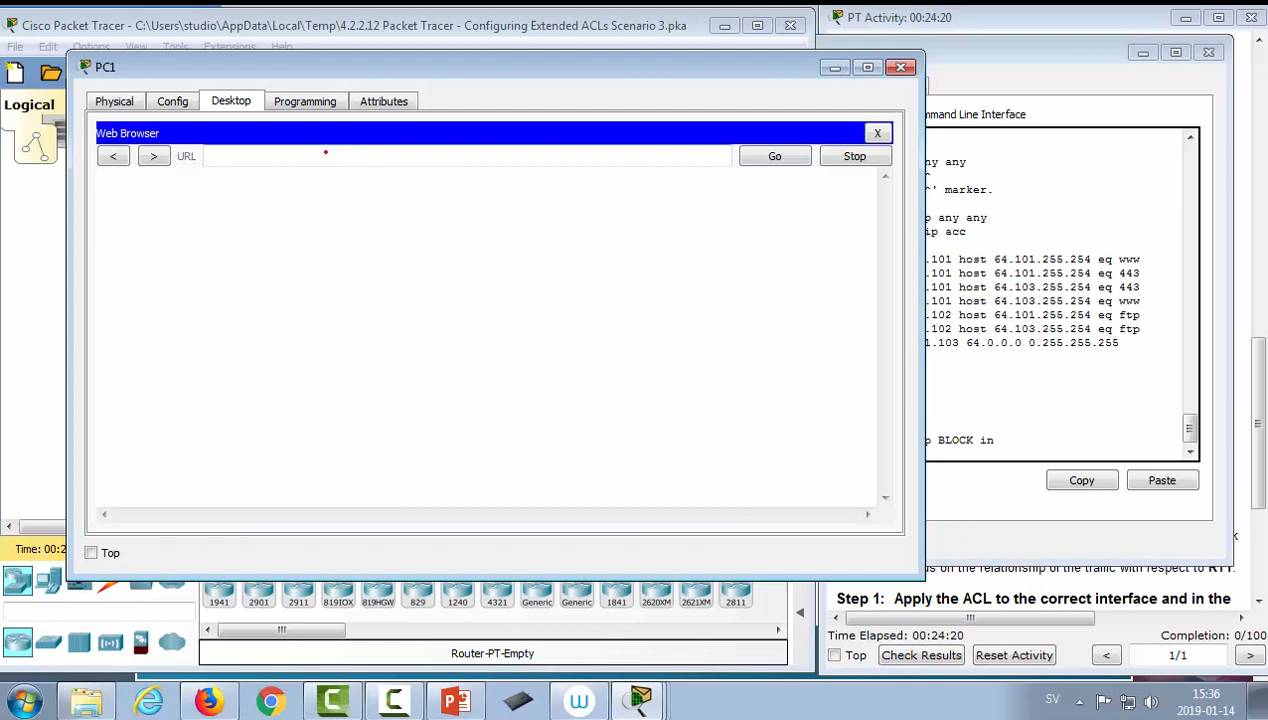 Cisco Packet Tracer - C:\Users\studio\AppData\Local\Temp\4.2.2.12 Packet Tracer - Configuring Extended ACLs Scenario 3.pka
PT Activity: 00:24:20
File Edit Options View Tools Extensions Help
PC1
Logical
Physical Config Desktop Programming Attributes
mmand Line Interface
Web Browser X
< > URL Go Stop
ny any
n' marker.
p any any
ip acc
.101 host 64.101.255.254 eq www
.101 host 64.101.255.254 eq 443
.101 host 64.103.255.254 eq 443
.101 host 64.103.255.254 eq www
.102 host 64.101.255.254 eq ftp
.102 host 64.103.255.254 eq ftp
1.103 64.0.0.0 0.255.255.255
p BLOCK in
Copy Paste
Time: 00:2
Top
us on the relationship of the traffic with respect to RT1.
1941 2901 2911 819IOX 819HGW 829 1240 4321 Generic Generic 1841 2620XM 2621XM 2811
Step 1: Apply the ACL to the correct interface and in the
Time Elapsed: 00:24:20 Completion: 0/100
Router-PT-Empty
Top Check Results Reset Activity < 1/1 >
SV
15:36
2019-01-14